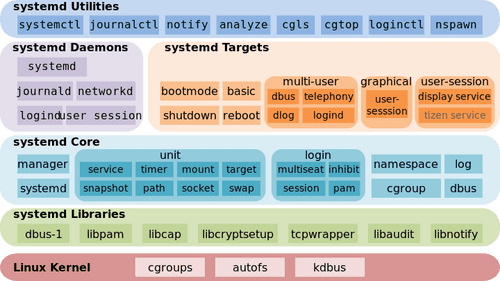 systemd Utilities
systemctl journalctl notify analyze cgls cgtop loginctl nspawn
systemd Daemons
systemd
journald networkd
logind user session
systemd Targets
bootmode basic
shutdown reboot
multi-user
dbus telephony
dlog logind
graphical
user-
sesssion
user-session
display service
tizen service
systemd Core
manager
systemd
unit
service timer mount target
snapshot path socket swap
login
multiseat inhibit
session pam
namespace log
cgroup dbus
systemd Libraries
dbus-1 libpam libcap libcryptsetup tcpwrapper libaudit libnotify
Linux Kernel
cgroups autofs kdbus